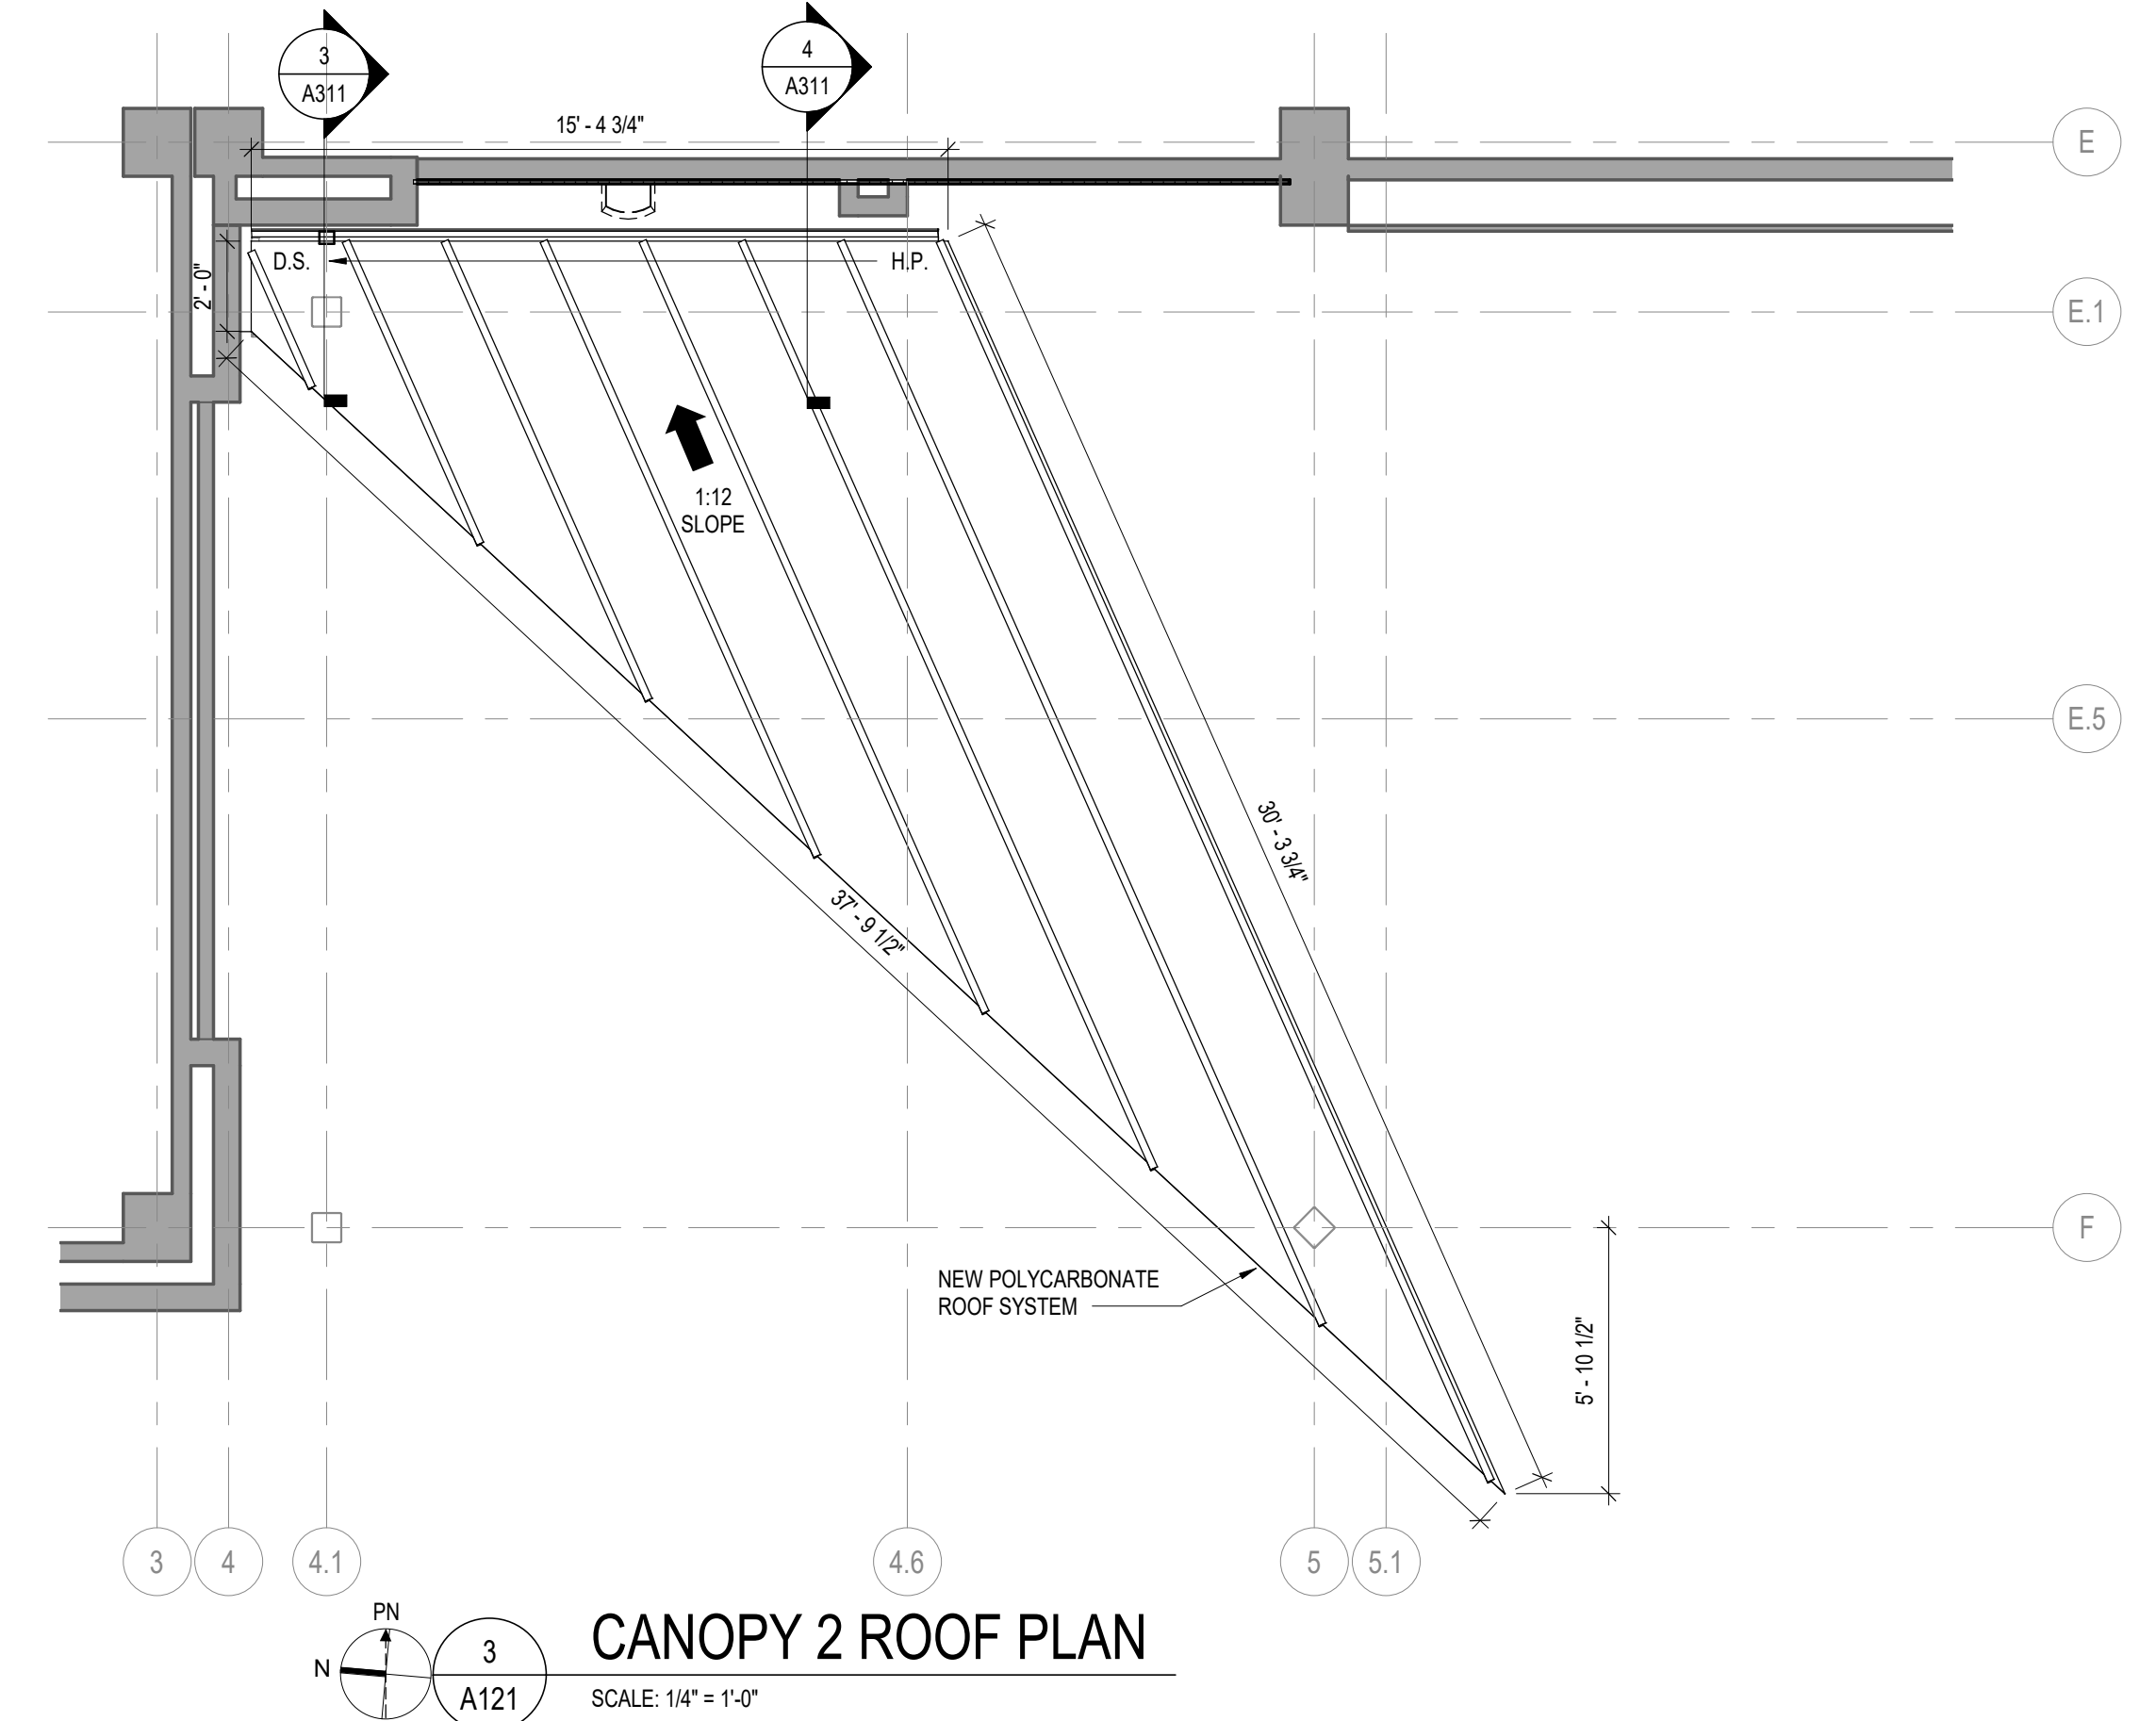 3
A311
4
A311
15' - 4 3/4"
E
D.S.
H.P.
2' - 0"
E.1
1:12
SLOPE
E.5
30' - 3 3/4"
37' - 9 1/2"
F
NEW POLYCARBONATE
ROOF SYSTEM
5' - 10 1/2"
3
4
4.1
4.6
5
5.1
PN
N
3
A121
CANOPY 2 ROOF PLAN
SCALE: 1/4" = 1'-0"